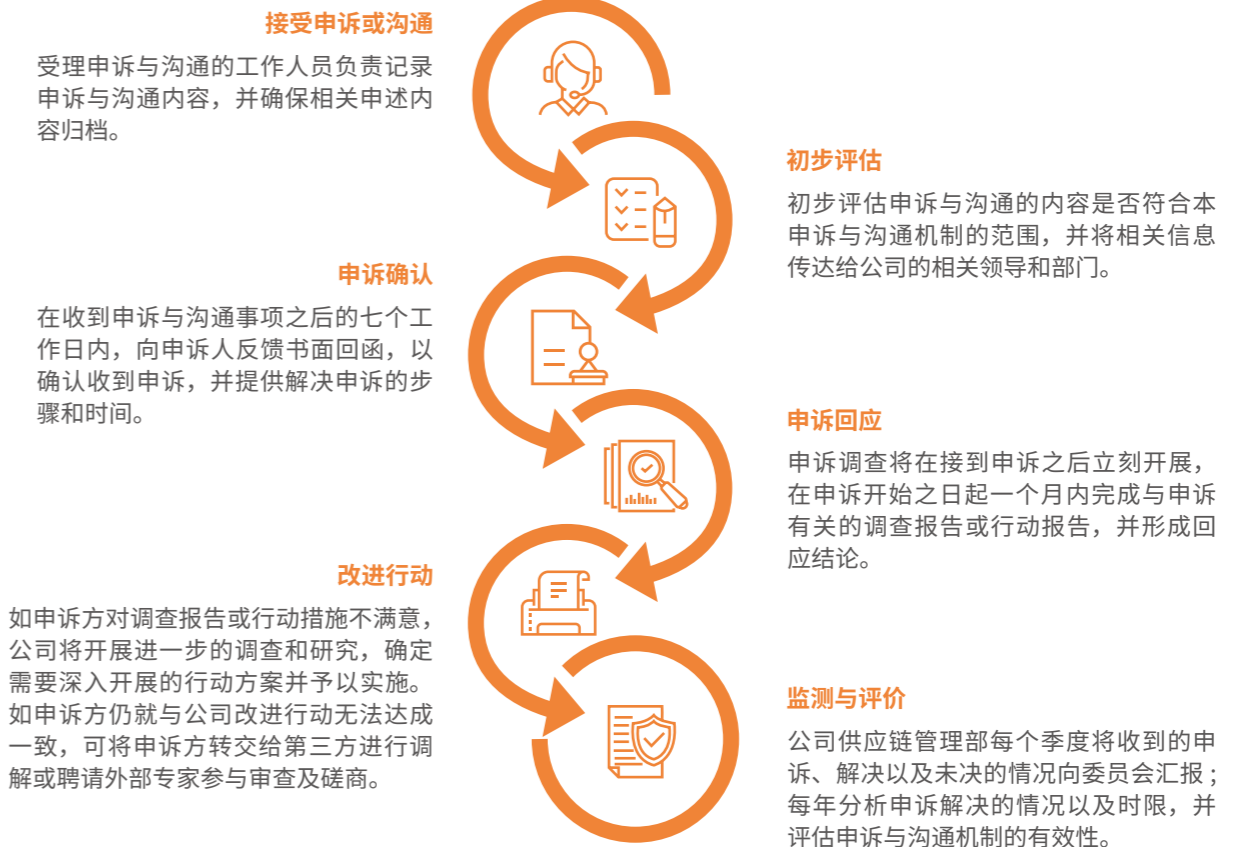 接受申诉或沟通
受理申诉与沟通的工作人员负责记录
申诉与沟通内容，并确保相关申述内
容归档。
初步评估
初步评估申诉与沟通的内容是否符合本
申诉与沟通机制的范围，并将相关信息
传达给公司的相关领导和部门。
申诉确认
在收到申诉与沟通事项之后的七个工
作日内，向申诉人反馈书面回函，以
确认收到申诉，并提供解决申诉的步
骤和时间。
申诉回应
申诉调查将在接到申诉之后立刻开展，
在申诉开始之日起一个月内完成与申诉
有关的调查报告或行动报告，并形成回
应结论。
改进行动
如申诉方对调查报告或行动措施不满意，
公司将开展进一步的调查和研究，确定
需要深入开展的行动方案并予以实施。
如申诉方仍就与公司改进行动无法达成
一致，可将申诉方转交给第三方进行调
解或聘请外部专家参与审查及磋商。
监测与评价
公司供应链管理部每个季度将收到的申
诉、解决以及未决的情况向委员会汇报；
每年分析申诉解决的情况以及时限，并
评估申诉与沟通机制的有效性。